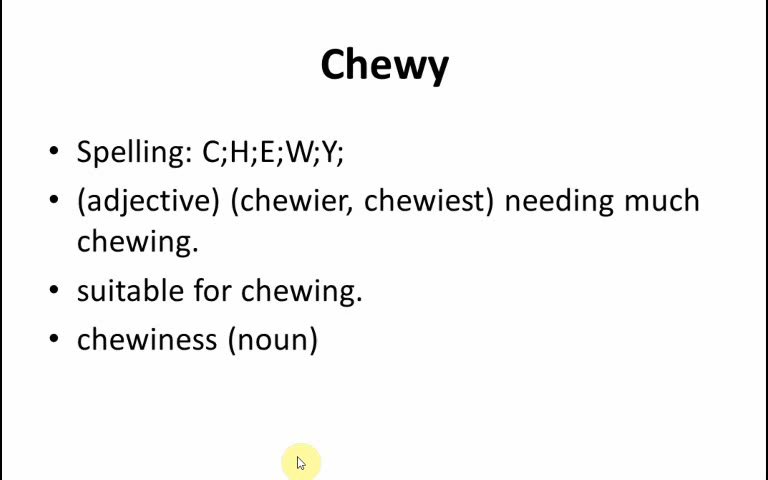 Chewy
• Spelling: C;H;E;W;Y;
• (adjective) (chewier, chewiest) needing much
chewing.
• suitable for chewing.
• chewiness (noun)